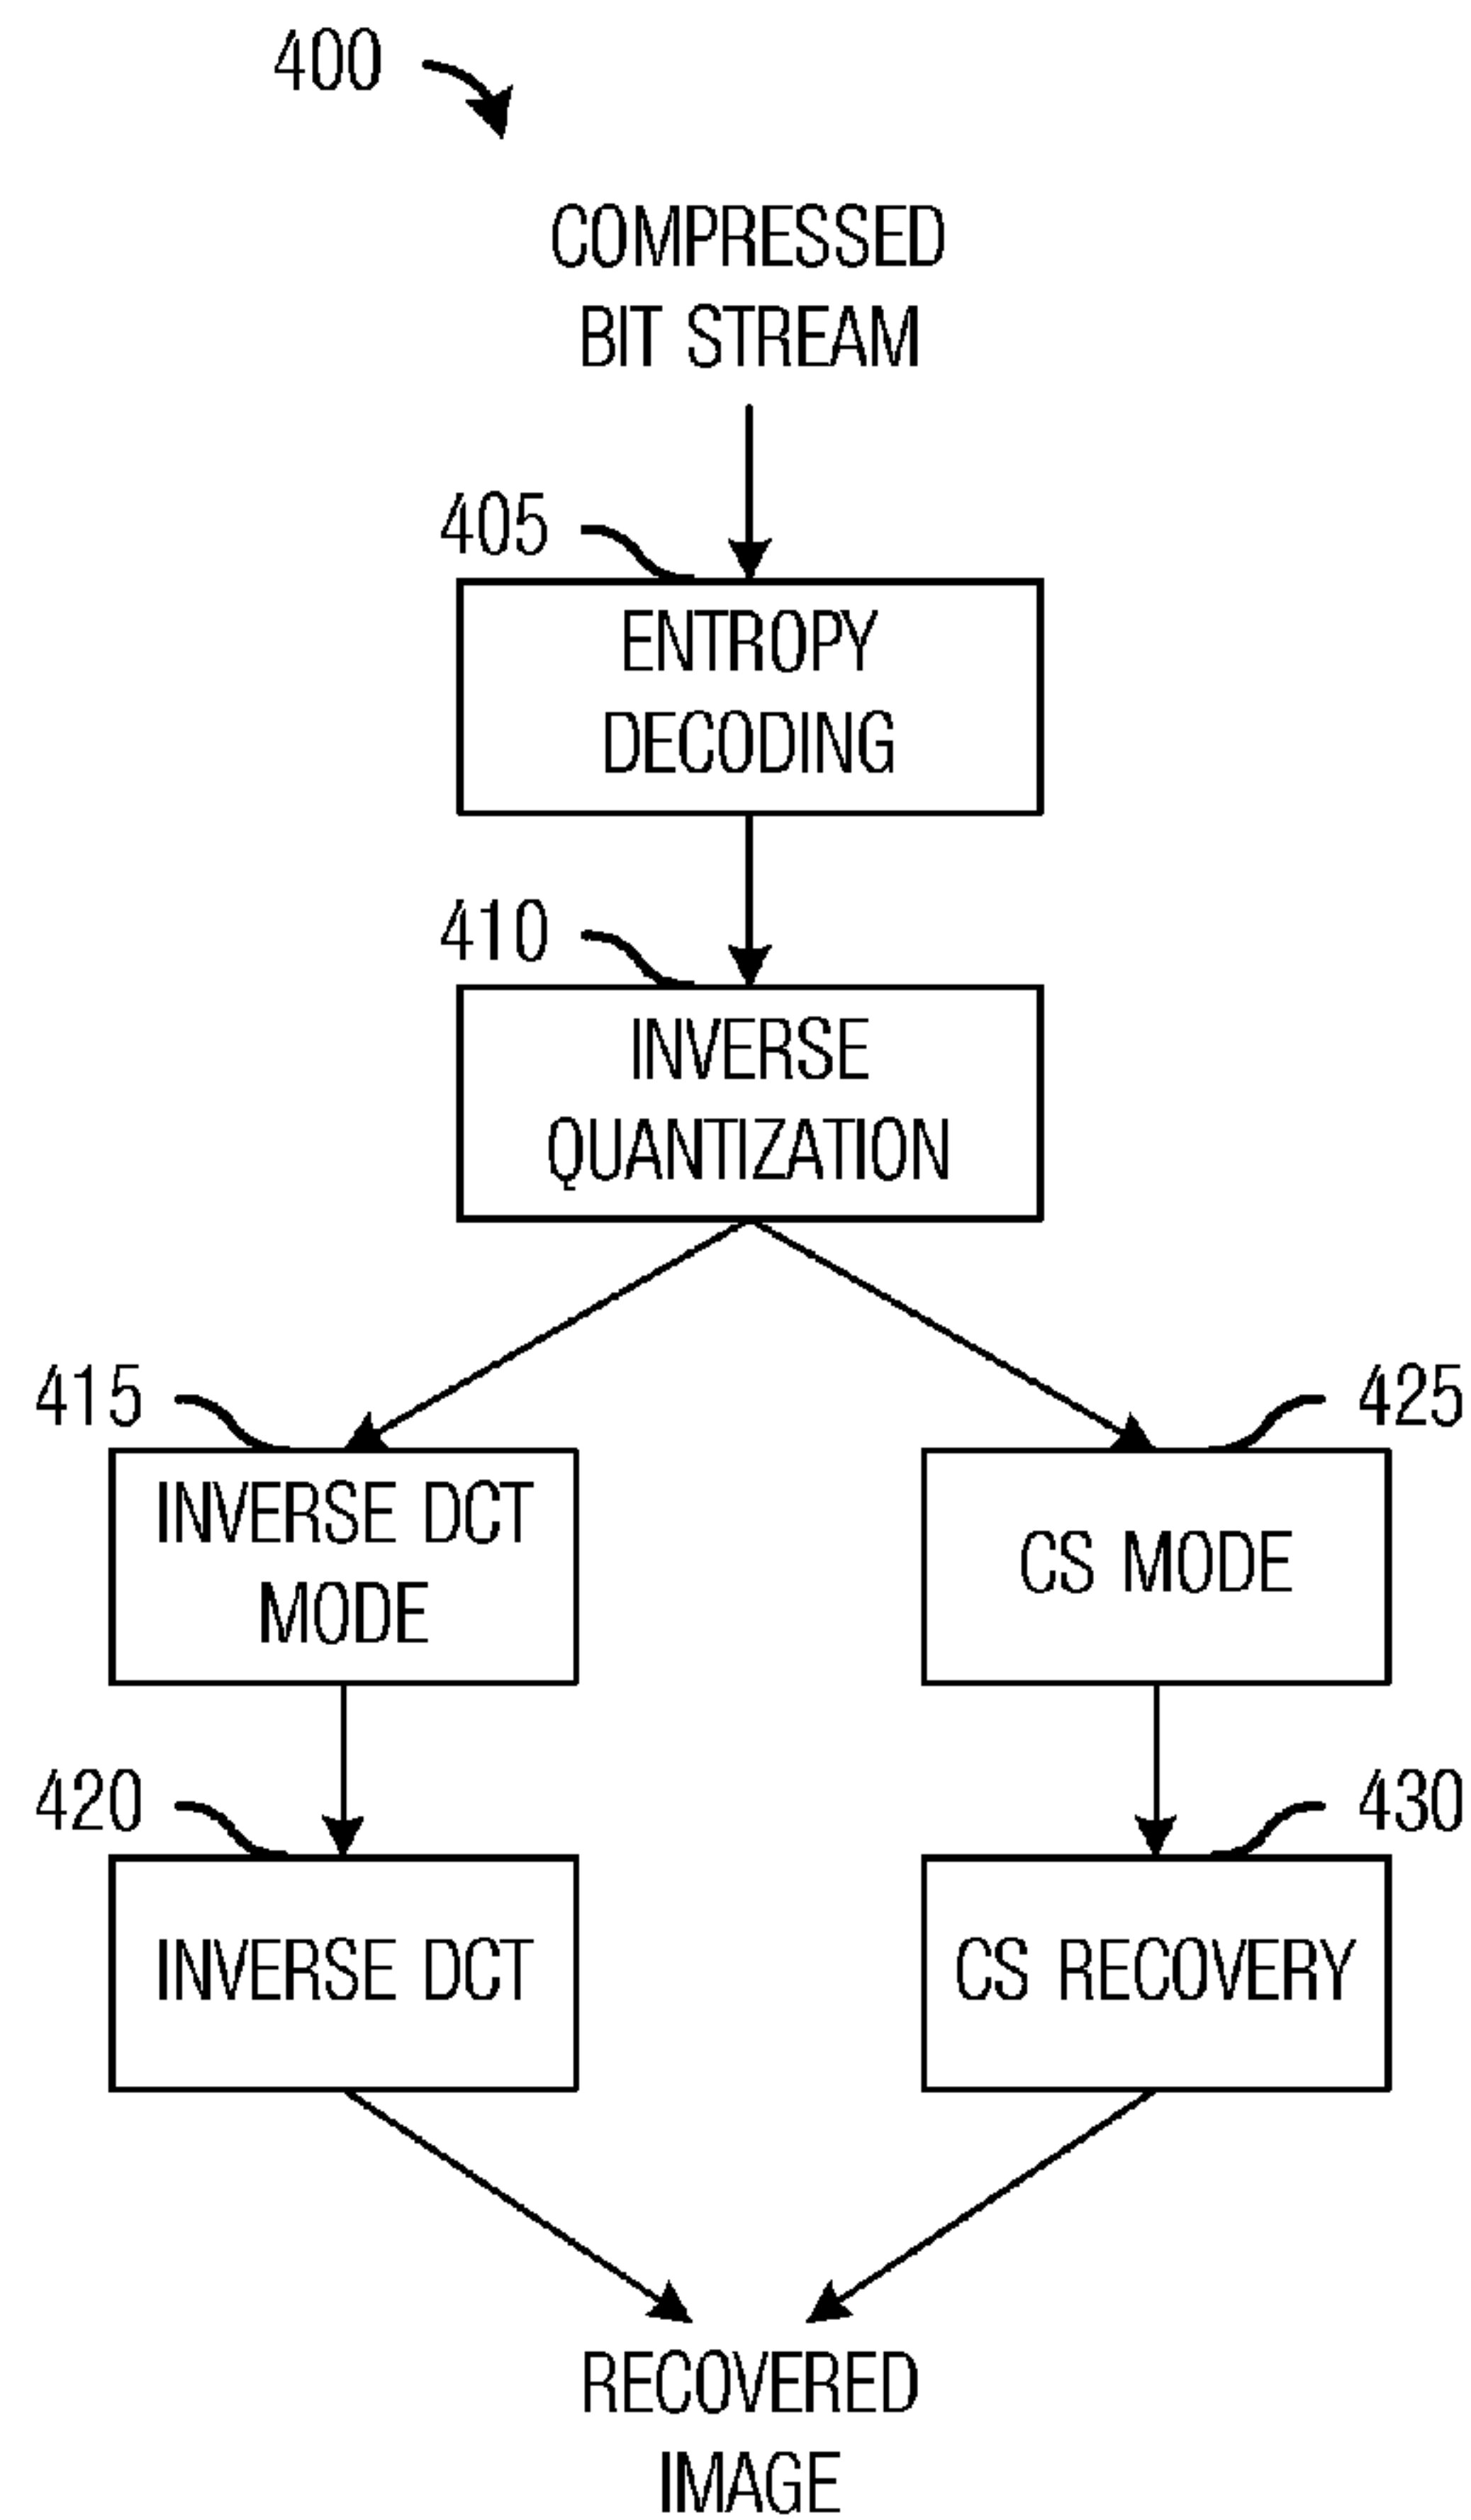 400
COMPRESSED
BIT STREAM
405
ENTROPY
DECODING
410
INVERSE
QUANTIZATION
415
425
INVERSE DCT
MODE
CS MODE
420
430
INVERSE DCT
CS RECOVERY
RECOVERED
IMAGE